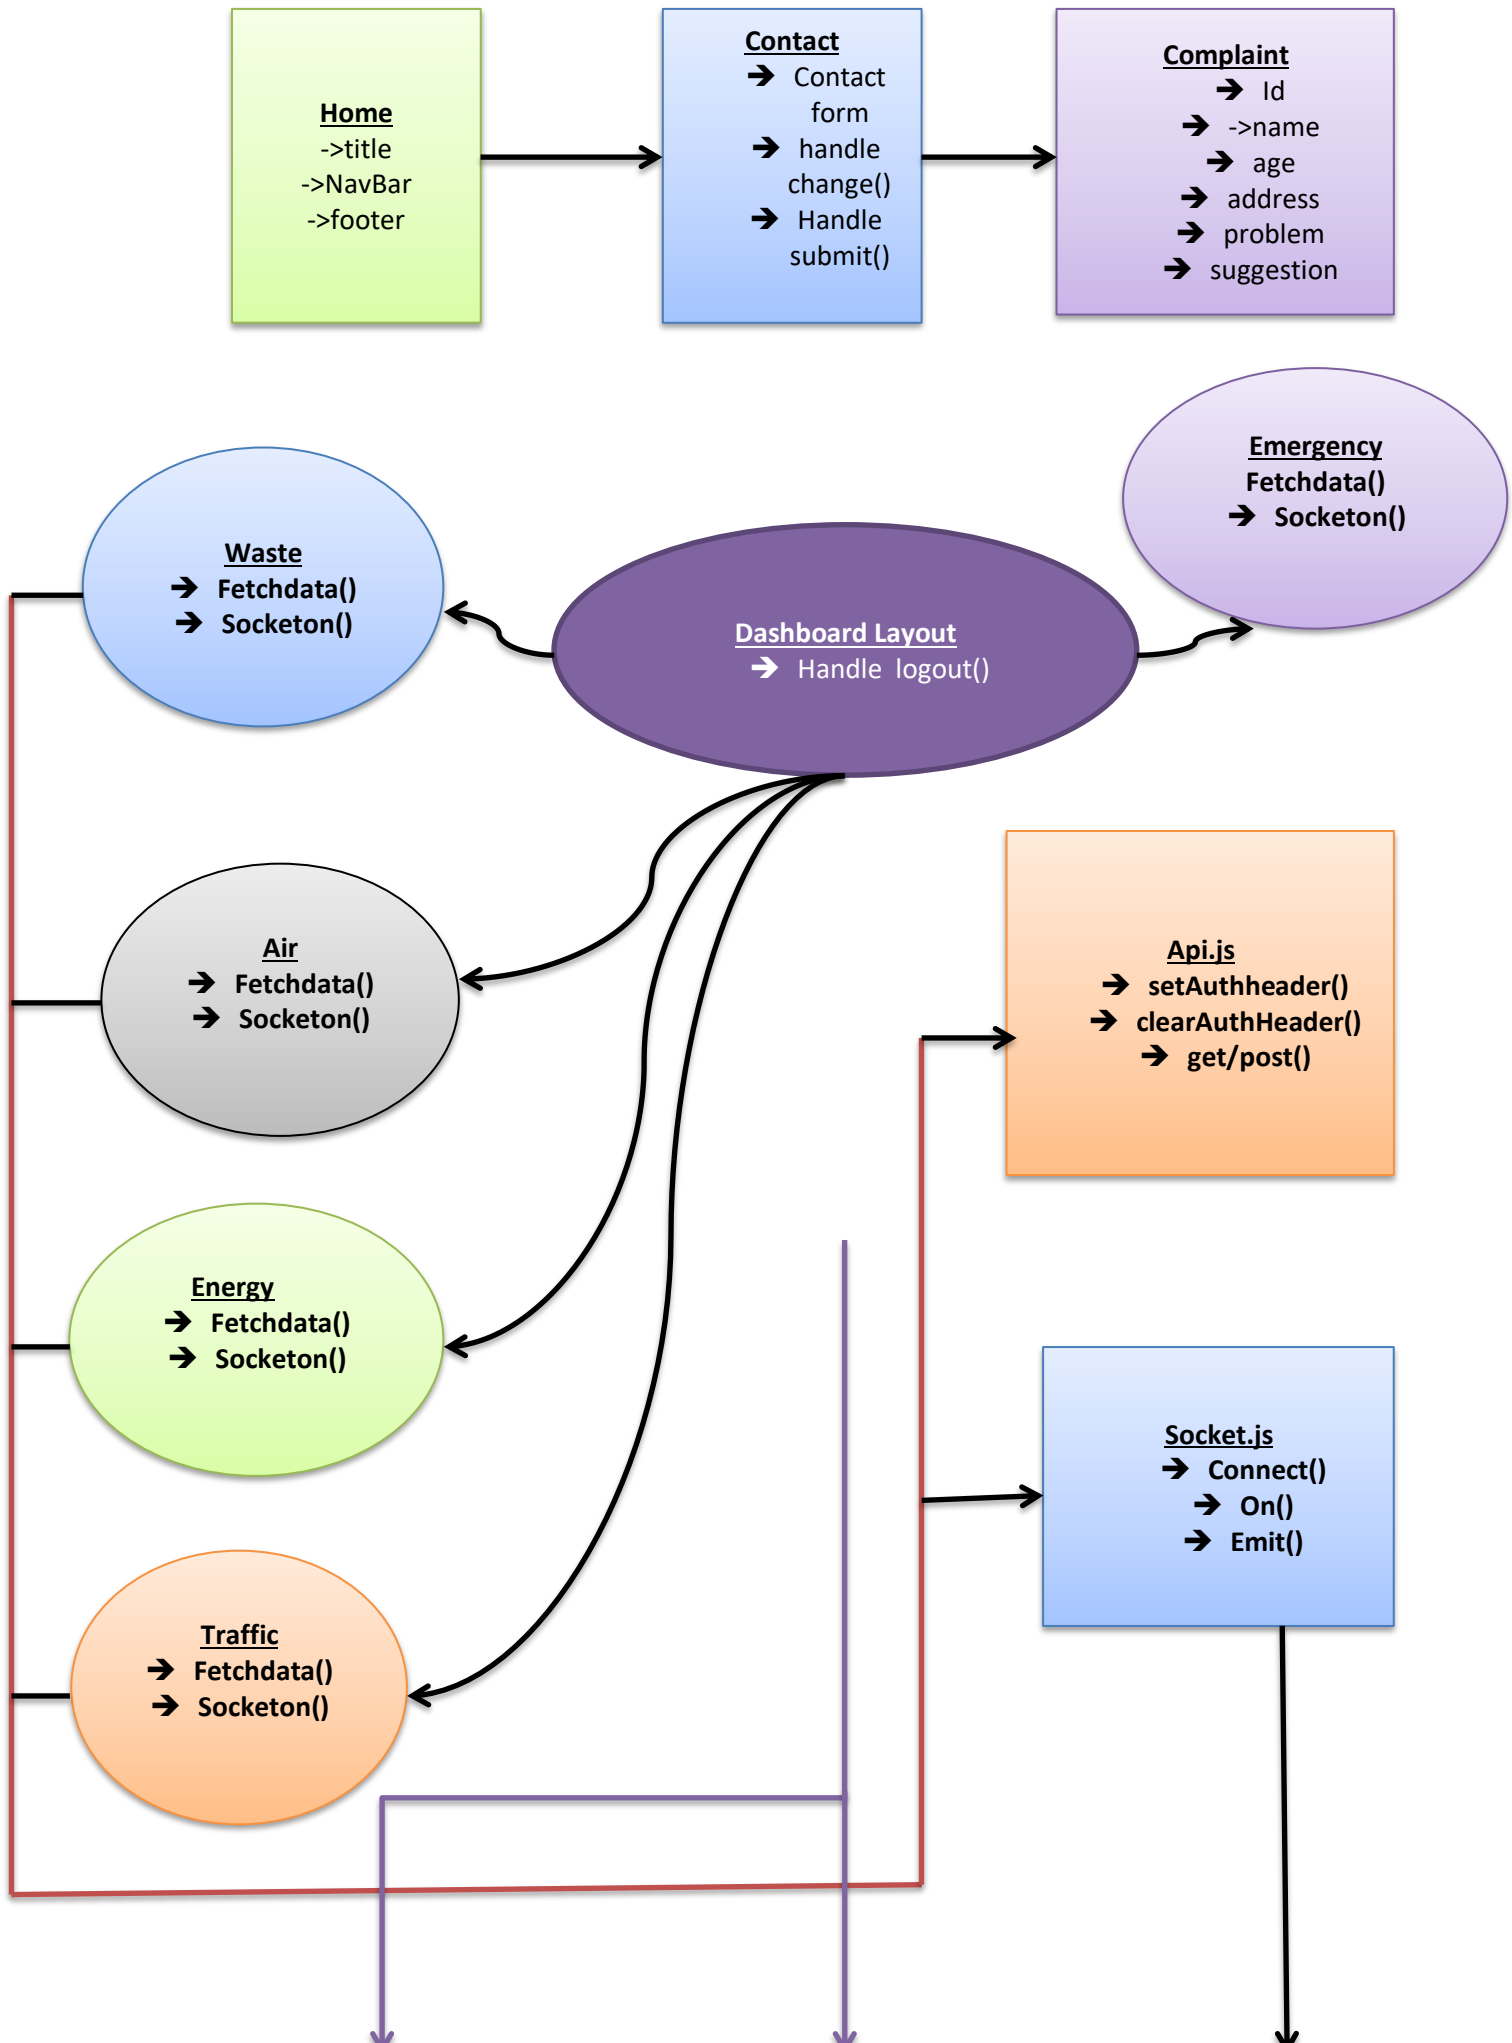 Home
->title
->NavBar
->footer
Contact
➔ Contact
form
➔ handle
change()
➔ Handle
submit()
Complaint
➔ Id
➔ ->name
➔ age
➔ address
➔ problem
➔ suggestion
Emergency
Fetchdata()
➔ Socketon()
Waste
➔ Fetchdata()
➔ Socketon()
Dashboard Layout
➔ Handle logout()
Air
➔ Fetchdata()
➔ Socketon()
Api.js
➔ setAuthheader()
➔ clearAuthHeader()
➔ get/post()
Energy
➔ Fetchdata()
➔ Socketon()
Socket.js
➔ Connect()
➔ On()
➔ Emit()
Traffic
➔ Fetchdata()
➔ Socketon()